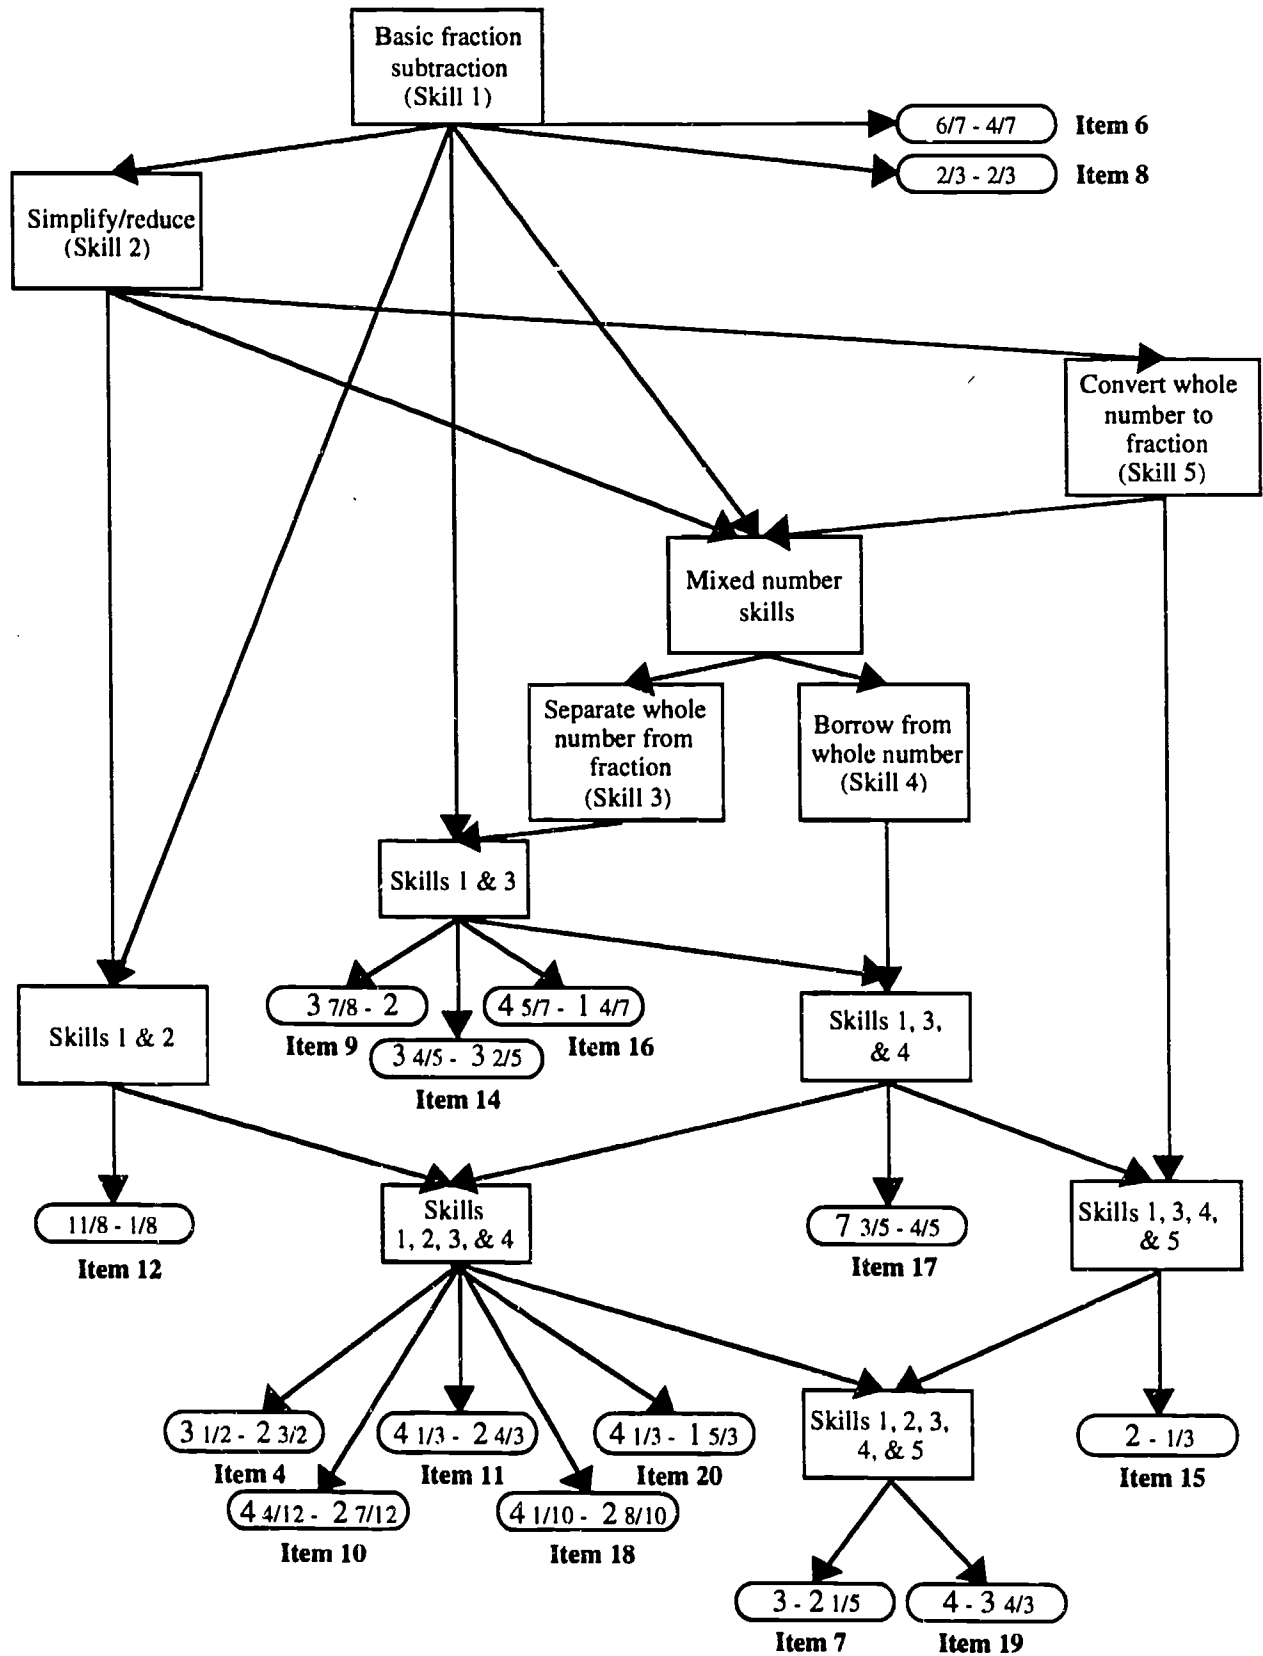 Basic fraction
subtraction
(Skill 1)
6/7 - 4/7
Item 6
2/3 - 2/3
Item 8
Simplify/reduce
(Skill 2)
Convert whole
number to
fraction
(Skill 5)
Mixed number
skills
Separate whole
number from
fraction
(Skill 3)
Borrow from
whole number
(Skill 4)
Skills 1 & 3
3 7/8 - 2
Item 9
4 5/7 - 1 4/7
Item 16
3 4/5 - 3 2/5
Item 14
Skills 1 & 2
Skills 1, 3,
& 4
11/8 - 1/8
Item 12
Skills
1, 2, 3, & 4
7 3/5 - 4/5
Item 17
Skills 1, 3, 4,
& 5
3 1/2 - 2 3/2
Item 4
4 1/3 - 2 4/3
Item 11
4 1/3 - 1 5/3
Item 20
4 4/12 - 2 7/12
Item 10
4 1/10 - 2 8/10
Item 18
Skills 1, 2, 3,
4, & 5
2 - 1/3
Item 15
3 - 2 1/5
Item 7
4 - 3 4/3
Item 19